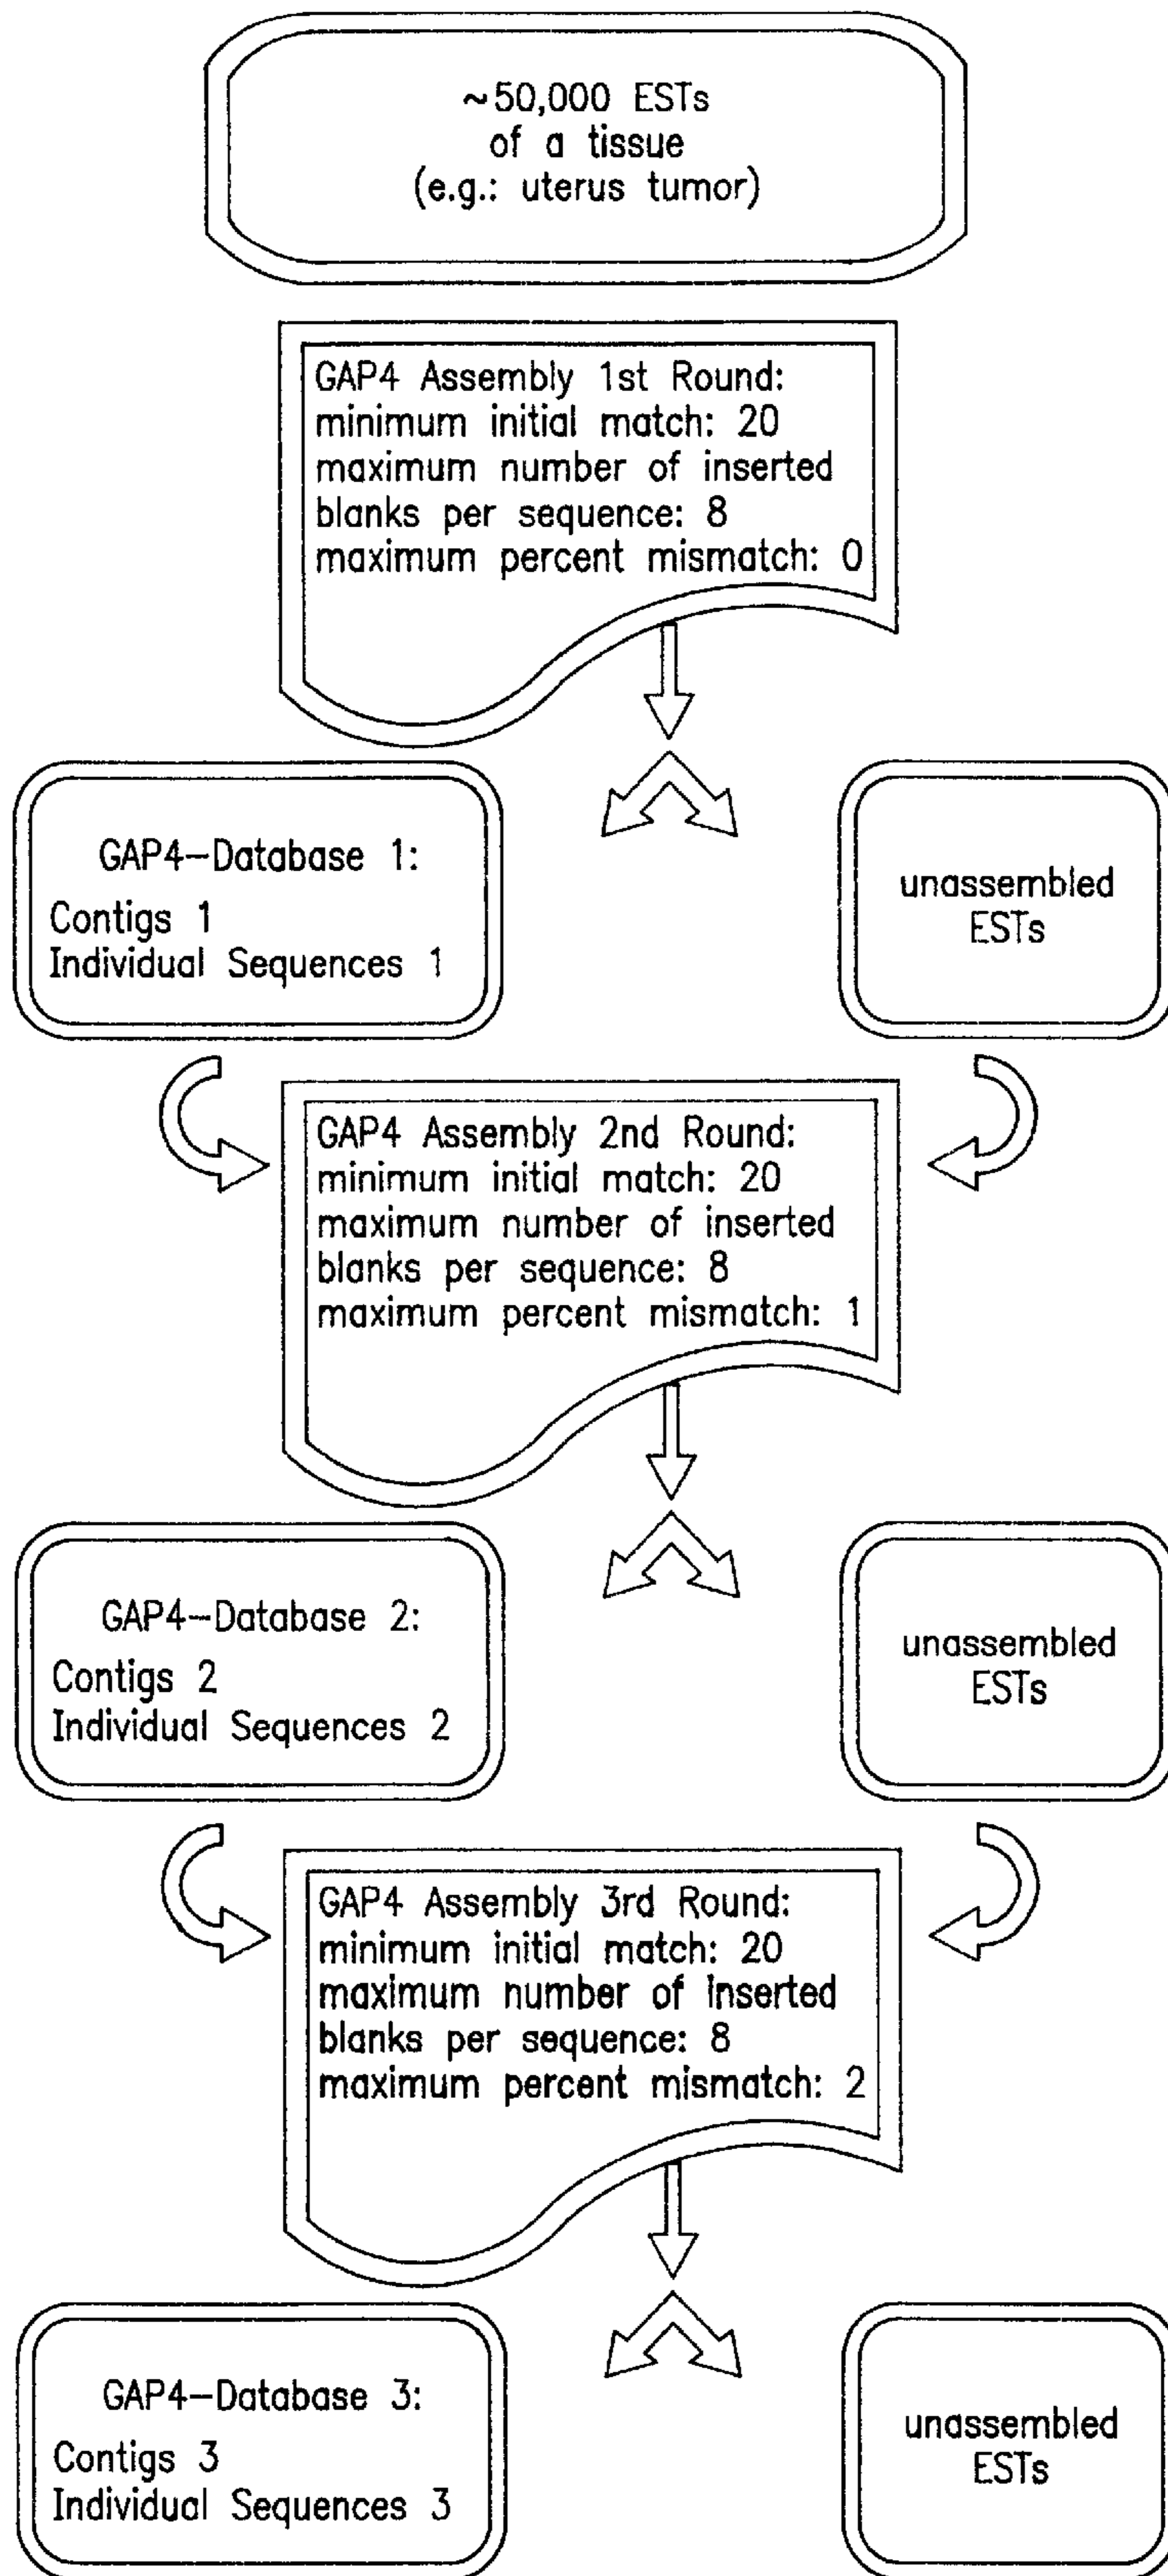 ~50,000 ESTs
of a tissue
(e.g.: uterus tumor)
GAP4 Assembly 1st Round:
minimum initial match: 20
maximum number of inserted
blanks per sequence: 8
maximum percent mismatch: 0
GAP4-Database 1:
Contigs 1
Individual Sequences 1
unassembled
ESTs
GAP4 Assembly 2nd Round:
minimum initial match: 20
maximum number of inserted
blanks per sequence: 8
maximum percent mismatch: 1
GAP4-Database 2:
Contigs 2
Individual Sequences 2
unassembled
ESTs
GAP4 Assembly 3rd Round:
minimum initial match: 20
maximum number of inserted
blanks per sequence: 8
maximum percent mismatch: 2
GAP4-Database 3:
Contigs 3
Individual Sequences 3
unassembled
ESTs